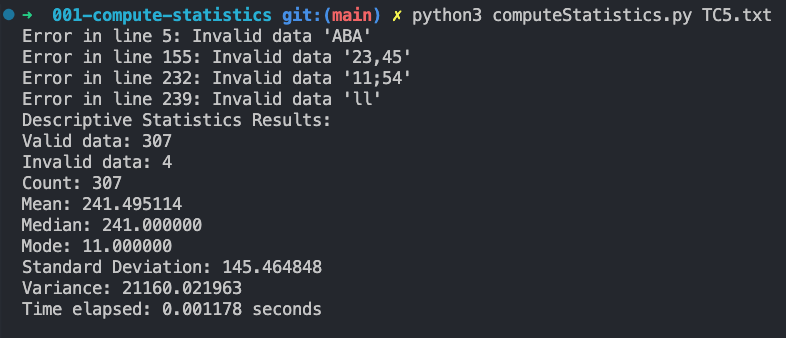 ➜ 001-compute-statistics git:(main) ✗ python3 computeStatistics.py TC5.txt
Error in line 5: Invalid data 'ABA'
Error in line 155: Invalid data '23,45'
Error in line 232: Invalid data '11;54'
Error in line 239: Invalid data 'll'
Descriptive Statistics Results:
Valid data: 307
Invalid data: 4
Count: 307
Mean: 241.495114
Median: 241.000000
Mode: 11.000000
Standard Deviation: 145.464848
Variance: 21160.021963
Time elapsed: 0.001178 seconds